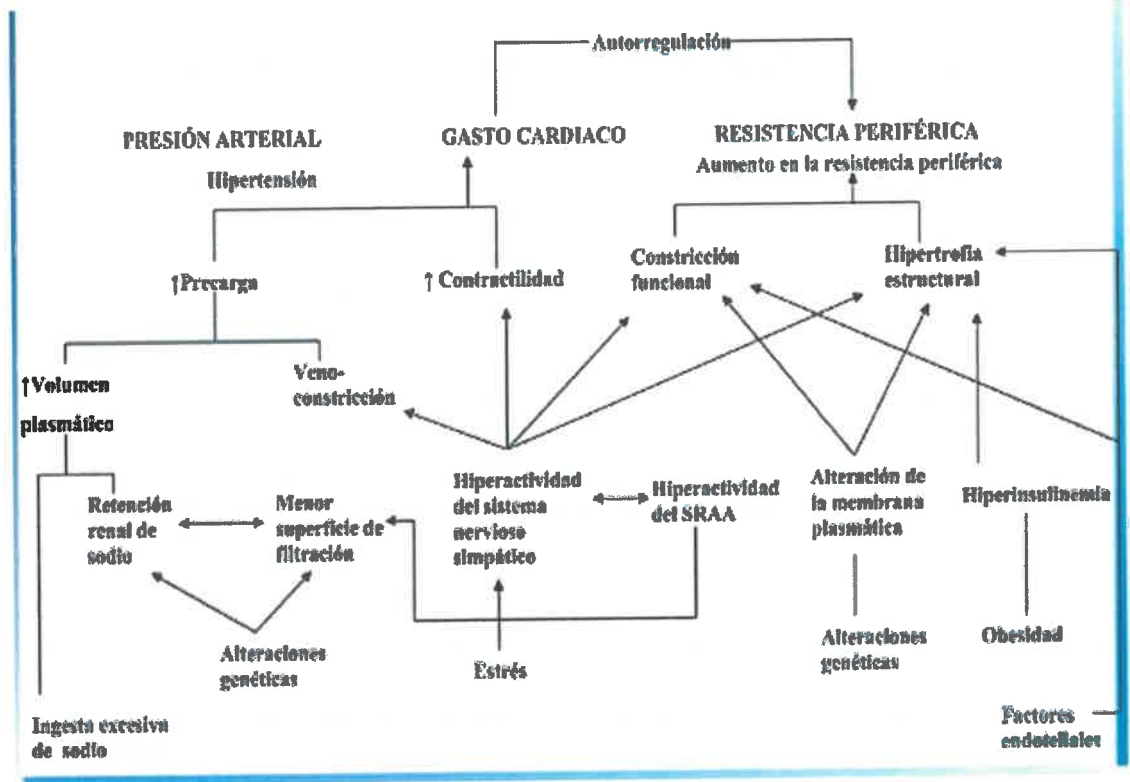 Autorregulación
PRESIÓN ARTERIAL
GASTO CARDIACO
RESISTENCIA PERIFÉRICA
Hipertensión
Aumento en la resistencia periférica
↑Precarga
↑ Contractilidad
Constricción
funcional
Hipertrofia
estructural
↑Volumen
plasmático
Veno-
constricción
Retención
renal de
sodio
Menor
superficie de
filtración
Hiperactividad
del sistema
nervioso
simpático
Hiperactividad
del SRAA
Alteración de
la membrana
plasmática
Hiperinsulinemia
Alteraciones
genéticas
Estrés
Alteraciones
genéticas
Obesidad
Ingesta excesiva
de sodio
Factores
endoteliales